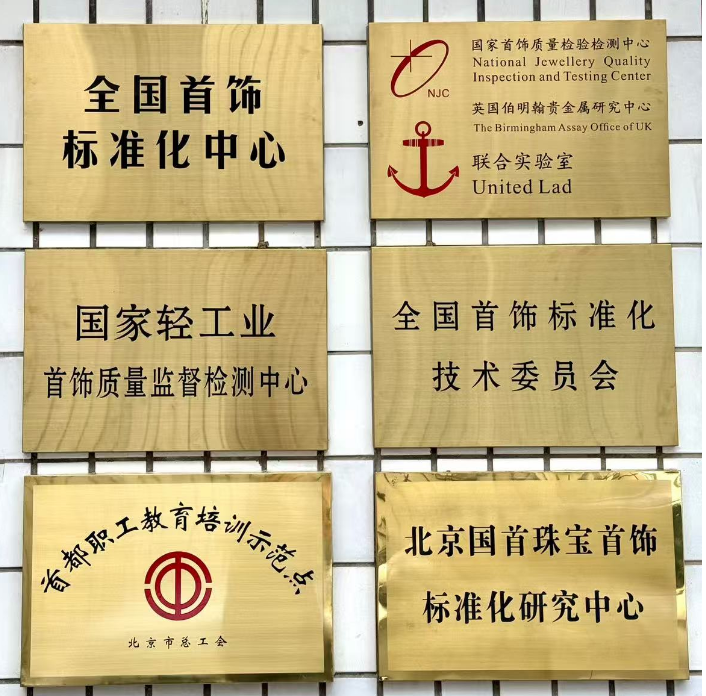 全国首饰
标准化中心
NJC
国家首饰质量检验检测中心
National Jewellery Quality
Inspection and Testing Center
英国伯明翰贵金属研究中心
The Birmingham Assay Office of UK
联合实验室
United Lad
国家轻工业
首饰质量监督检测中心
全国首饰标准化
技术委员会
首都职工教育培训示范点
北京市总工会
北京国首珠宝首饰
标准化研究中心